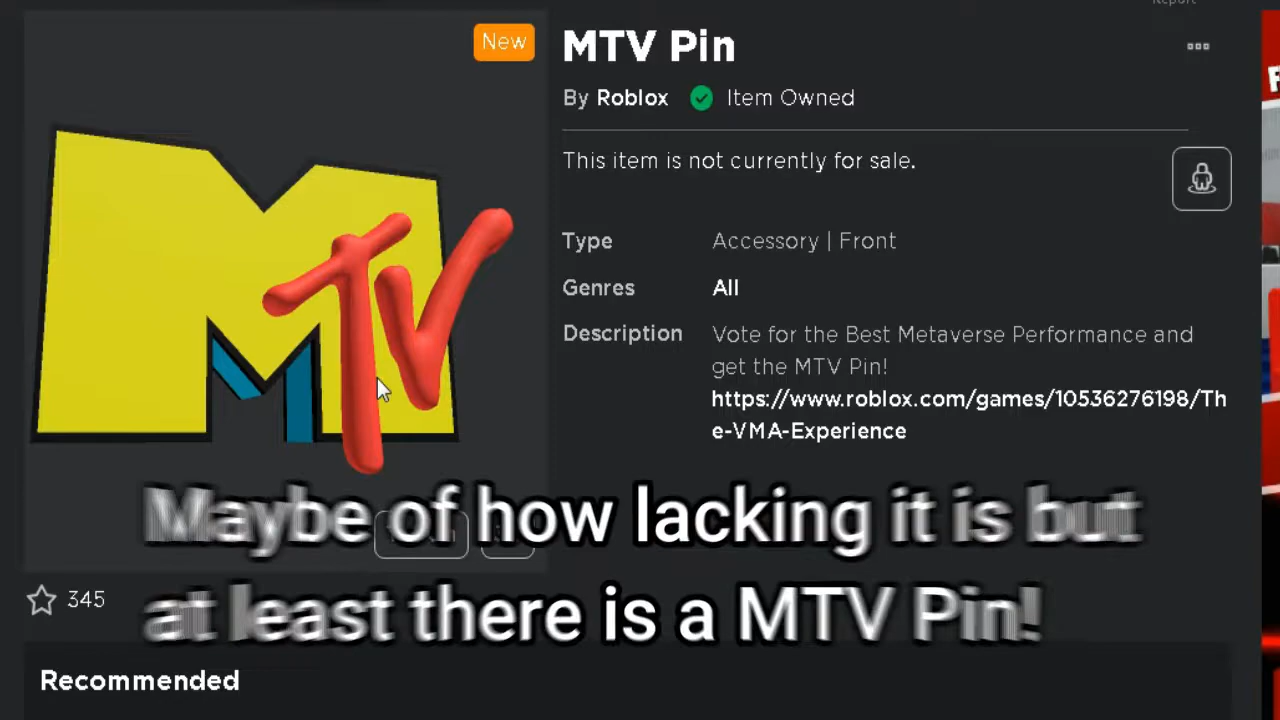 Report
New
MTV Pin
By Roblox Item Owned
This item is not currently for sale.
Type Accessory | Front
Genres All
Description Vote for the Best Metaverse Performance and
get the MTV Pin!
https://www.roblox.com/games/10536276198/Th
e-VMA-Experience
MTV
Maybe of how lacking it is but
at least there is a MTV Pin!
345
Recommended